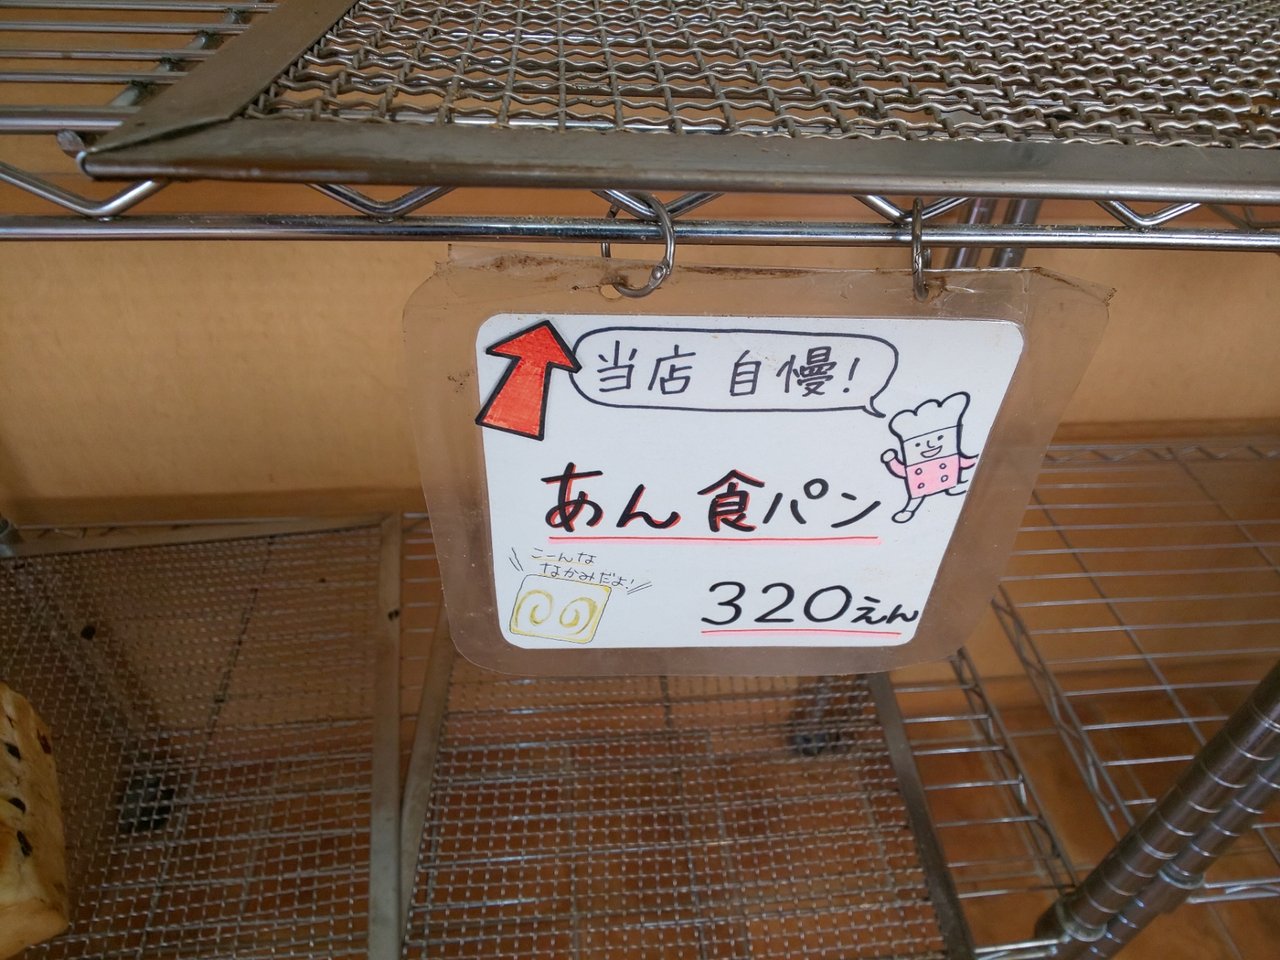 当店 自慢!
あん 食パン
こーんな
なかみだよ!
320えん